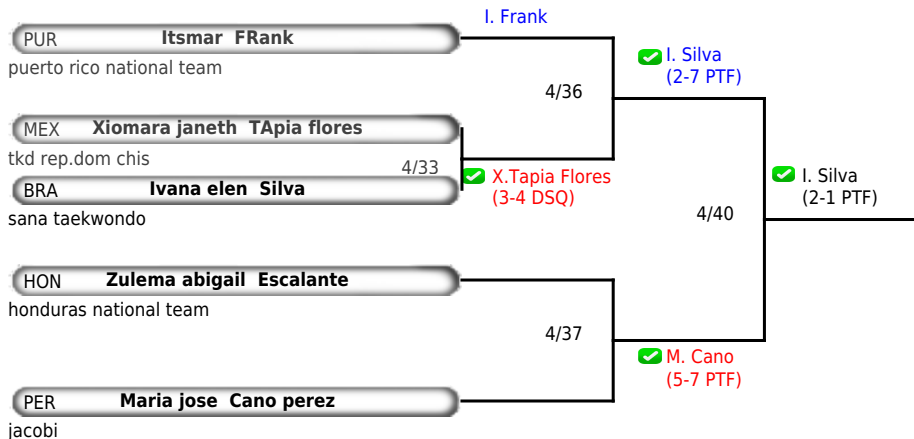 I. Frank
PUR Itsmar FRank
puerto rico national team
I. Silva
(2-7 PTF)
4/36
MEX Xiomara janeth TApia flores
tkd rep.dom chis
4/33
X.Tapia Flores
(3-4 DSQ)
BRA Ivana elen Silva
sana taekwondo
I. Silva
(2-1 PTF)
4/40
HON Zulema abigail Escalante
honduras national team
4/37
M. Cano
(5-7 PTF)
PER Maria jose Cano perez
jacobi